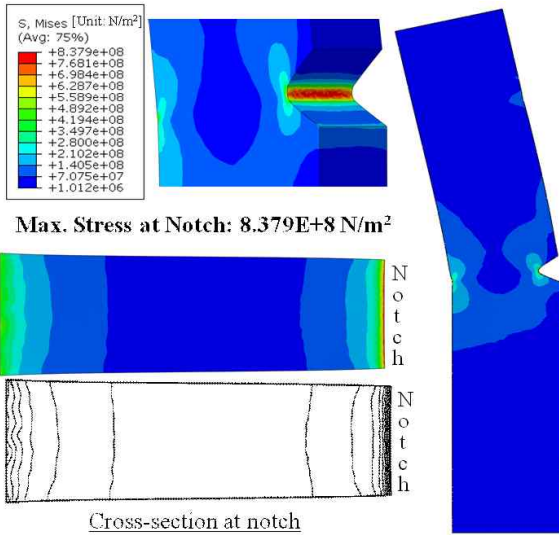 S, Mises [Unit: N/m²]
(Avg: 75%)
+8.379e+08
+7.681e+08
+6.984e+08
+6.287e+08
+5.589e+08
+4.892e+08
+4.194e+08
+3.497e+08
+2.800e+08
+2.102e+08
+1.405e+08
+7.075e+07
+1.012e+06
Max. Stress at Notch: 8.379E+8 N/m²
Notch
Notch
Cross-section at notch